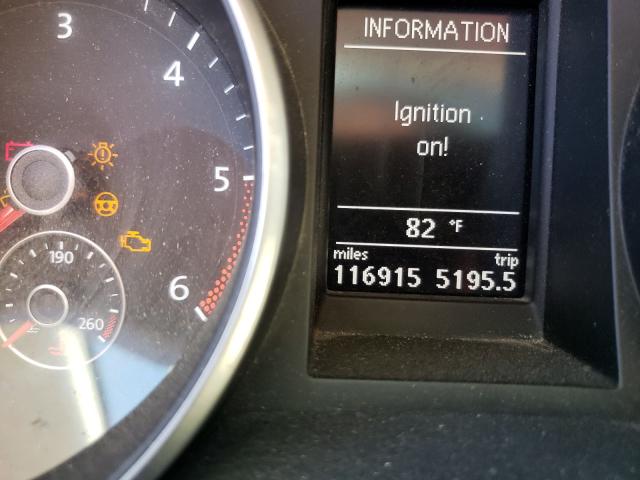 INFORMATION
Ignition
on!
82 °F
miles trip
116915 5195.5
3
4
5
6
190
260